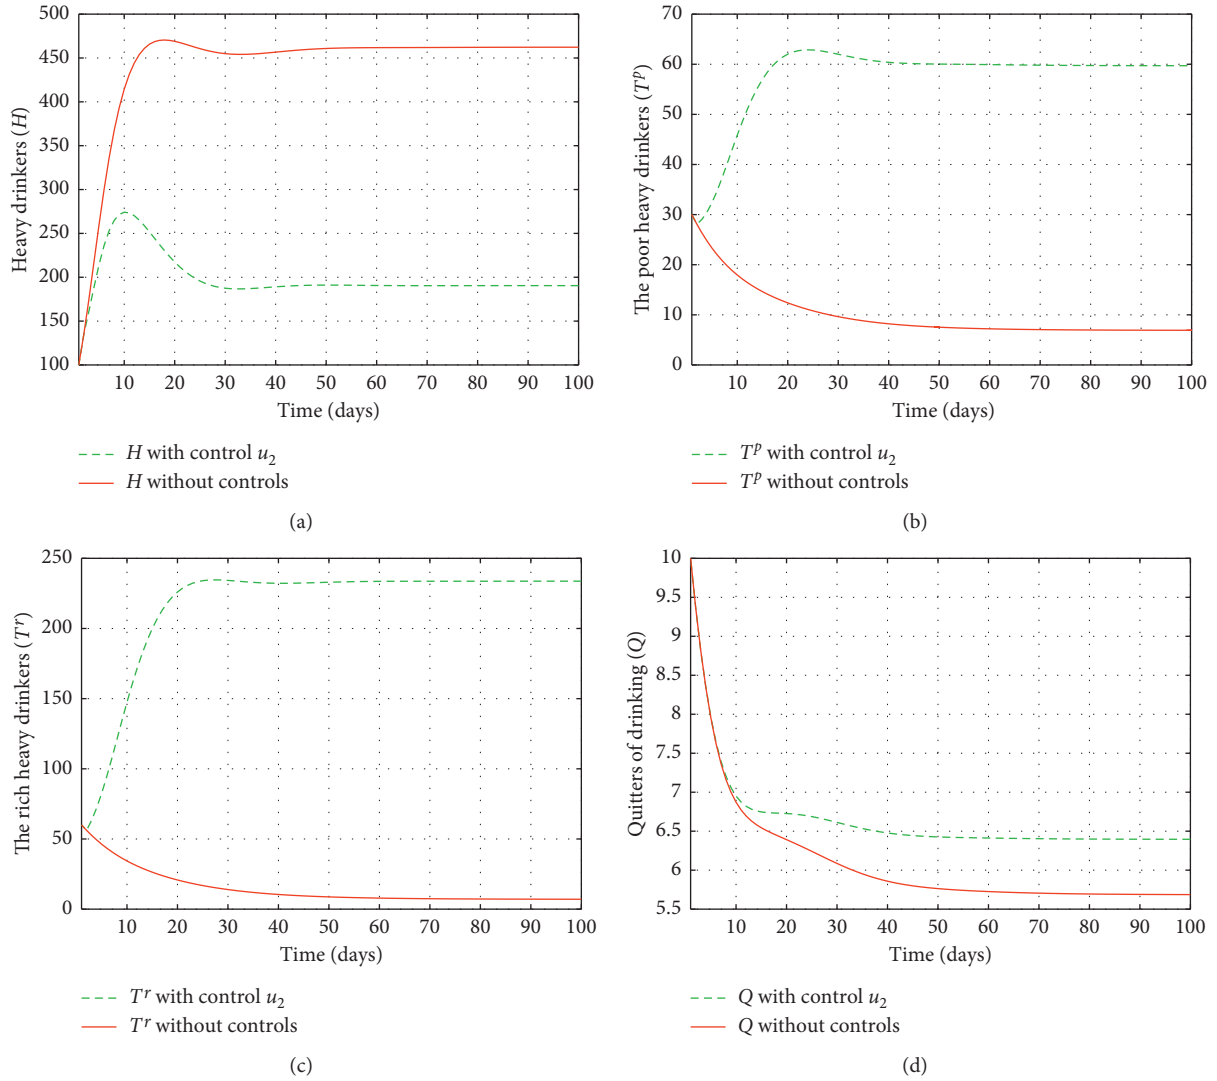 500
450
400
350
300
250
200
150
100
Heavy drinkers (H)
10 20 30 40 50 60 70 80 90 100
Time (days)
H with control u2
H without controls
(a)
70
60
50
40
30
20
10
0
The poor heavy drinkers (T^p)
10 20 30 40 50 60 70 80 90 100
Time (days)
T^p with control u2
T^p without controls
(b)
250
200
150
100
50
0
The rich heavy drinkers (T^r)
10 20 30 40 50 60 70 80 90 100
Time (days)
T^r with control u2
T^r without controls
(c)
10
9.5
9
8.5
8
7.5
7
6.5
6
5.5
Quitters of drinking (Q)
10 20 30 40 50 60 70 80 90 100
Time (days)
Q with control u2
Q without controls
(d)